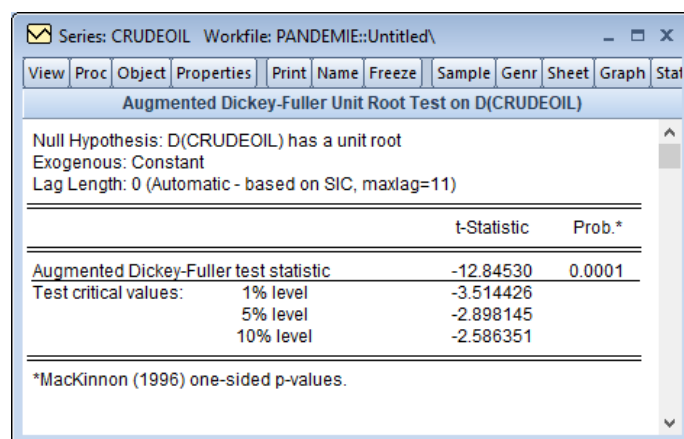 Series: CRUDEOIL Workfile: PANDEMIE::Untitled\
View Proc Object Properties Print Name Freeze Sample Genr Sheet Graph Stat
Augmented Dickey-Fuller Unit Root Test on D(CRUDEOIL)
Null Hypothesis: D(CRUDEOIL) has a unit root
Exogenous: Constant
Lag Length: 0 (Automatic - based on SIC, maxlag=11)
t-Statistic Prob.*
Augmented Dickey-Fuller test statistic -12.84530 0.0001
Test critical values: 1% level -3.514426
5% level -2.898145
10% level -2.586351
*MacKinnon (1996) one-sided p-values.